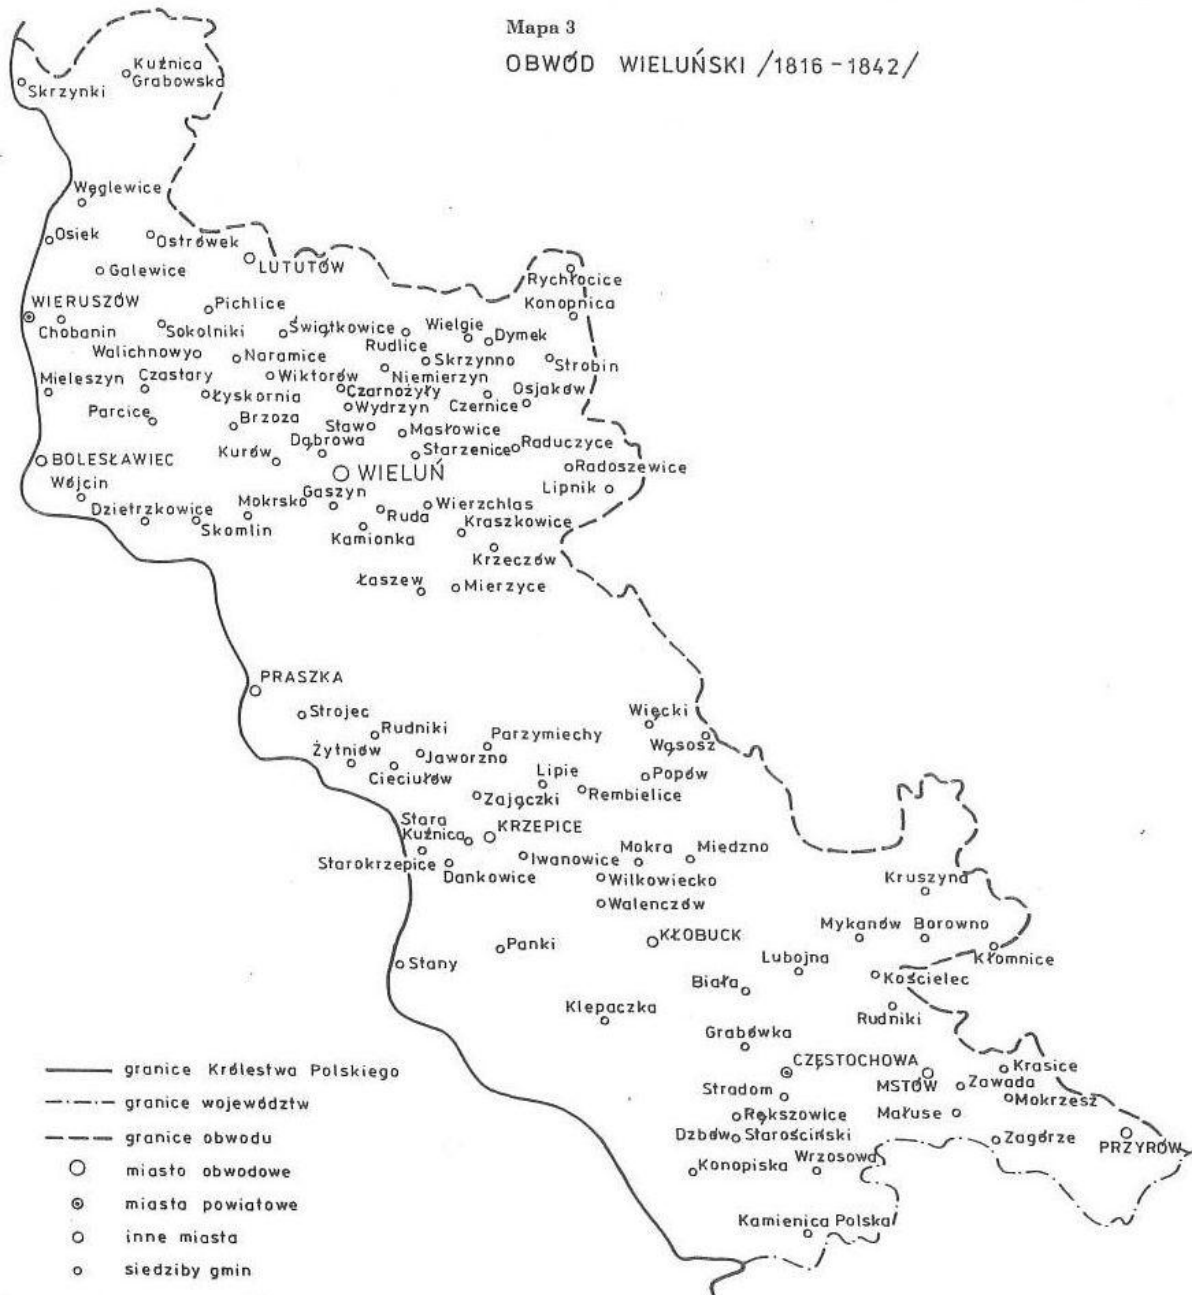 Mapa 3
OBWÓD WIELUŃSKI /1816-1842/
Kuźnica
Grabowska
Skrzynki
Węglewice
Osiek
Ostrówek
LUTUTÓW
Galewice
Rychłocice
Konopnica
WIERUSZÓW
Pichlice
Chobanin
Sokolniki
Świątkowice
Wielgie
Dymek
Rudlice
Walichnowy
Naramice
Skrzynno
Strobin
Mieleszyn
Czastary
Wiktorów
Niemierzyn
Łyskornia
Czarnożyły
Osjaków
Parcice
Wydrzyn
Czernice
Brzoza
Sława
Masłowice
Dąbrowa
Raduczyce
BOLESŁAWIEC
Kurów
Starzenice
Radoszewice
WIELUŃ
Wójcin
Lipnik
Dzietrzkowice
Mokrsko
Gaszyn
Wierzchlas
Skomlin
Ruda
Kraszkowice
Kamionka
Krzeczów
Łaszew
Mierzyce
PRASZKA
Strojec
Więcki
Rudniki
Parzymiechy
Wąsosz
Żytniów
Jaworzno
Cieciułów
Lipie
Popów
Zajączki
Rembielice
Stara
Kuźnica
KRZEPICE
Starokrzepice
Iwanowice
Mokra
Miedzno
Dankowice
Wilkowiecko
Kruszyna
Walenczów
Mykanów
Borowno
Panki
KŁOBUCK
Kłomnice
Stany
Lubojna
Kościelec
Biała
Klepaczka
Rudniki
Grabówka
CZĘSTOCHOWA
Krasice
Stradom
MSTÓW
Zawada
Mokrzesz
Rększowice
Małuse
Dzbów
Starościński
Zagórze
PRZYRÓW
Konopiska
Wrzosowa
Kamienica Polska
granice Królestwa Polskiego
granice województw
granice obwodu
miasto obwodowe
miasta powiatowe
inne miasta
siedziby gmin